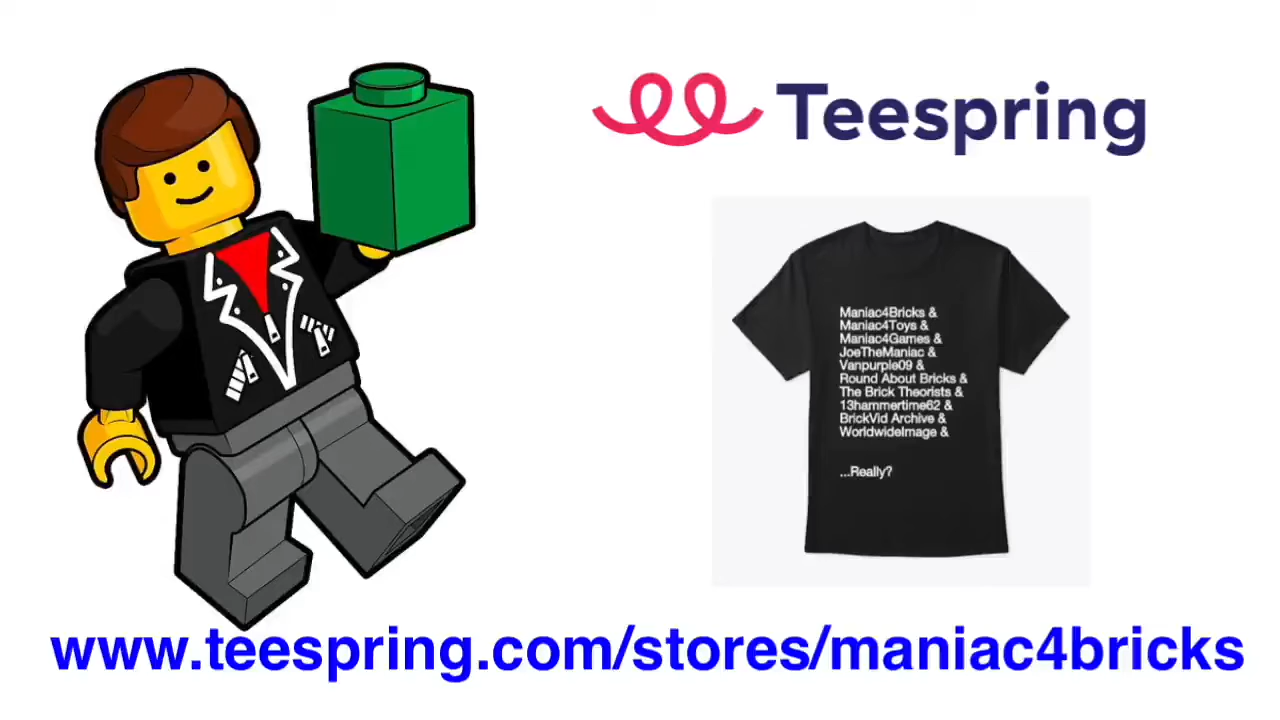 Teespring
Maniac4Bricks &
Maniac4Toys &
Maniac4Games &
JoeTheManiac &
Vanpurple09 &
Round About Bricks &
The Brick Theorists &
13hammertime62 &
BrickVid Archive &
WorldwideImage &
...Really?
www.teespring.com/stores/maniac4bricks